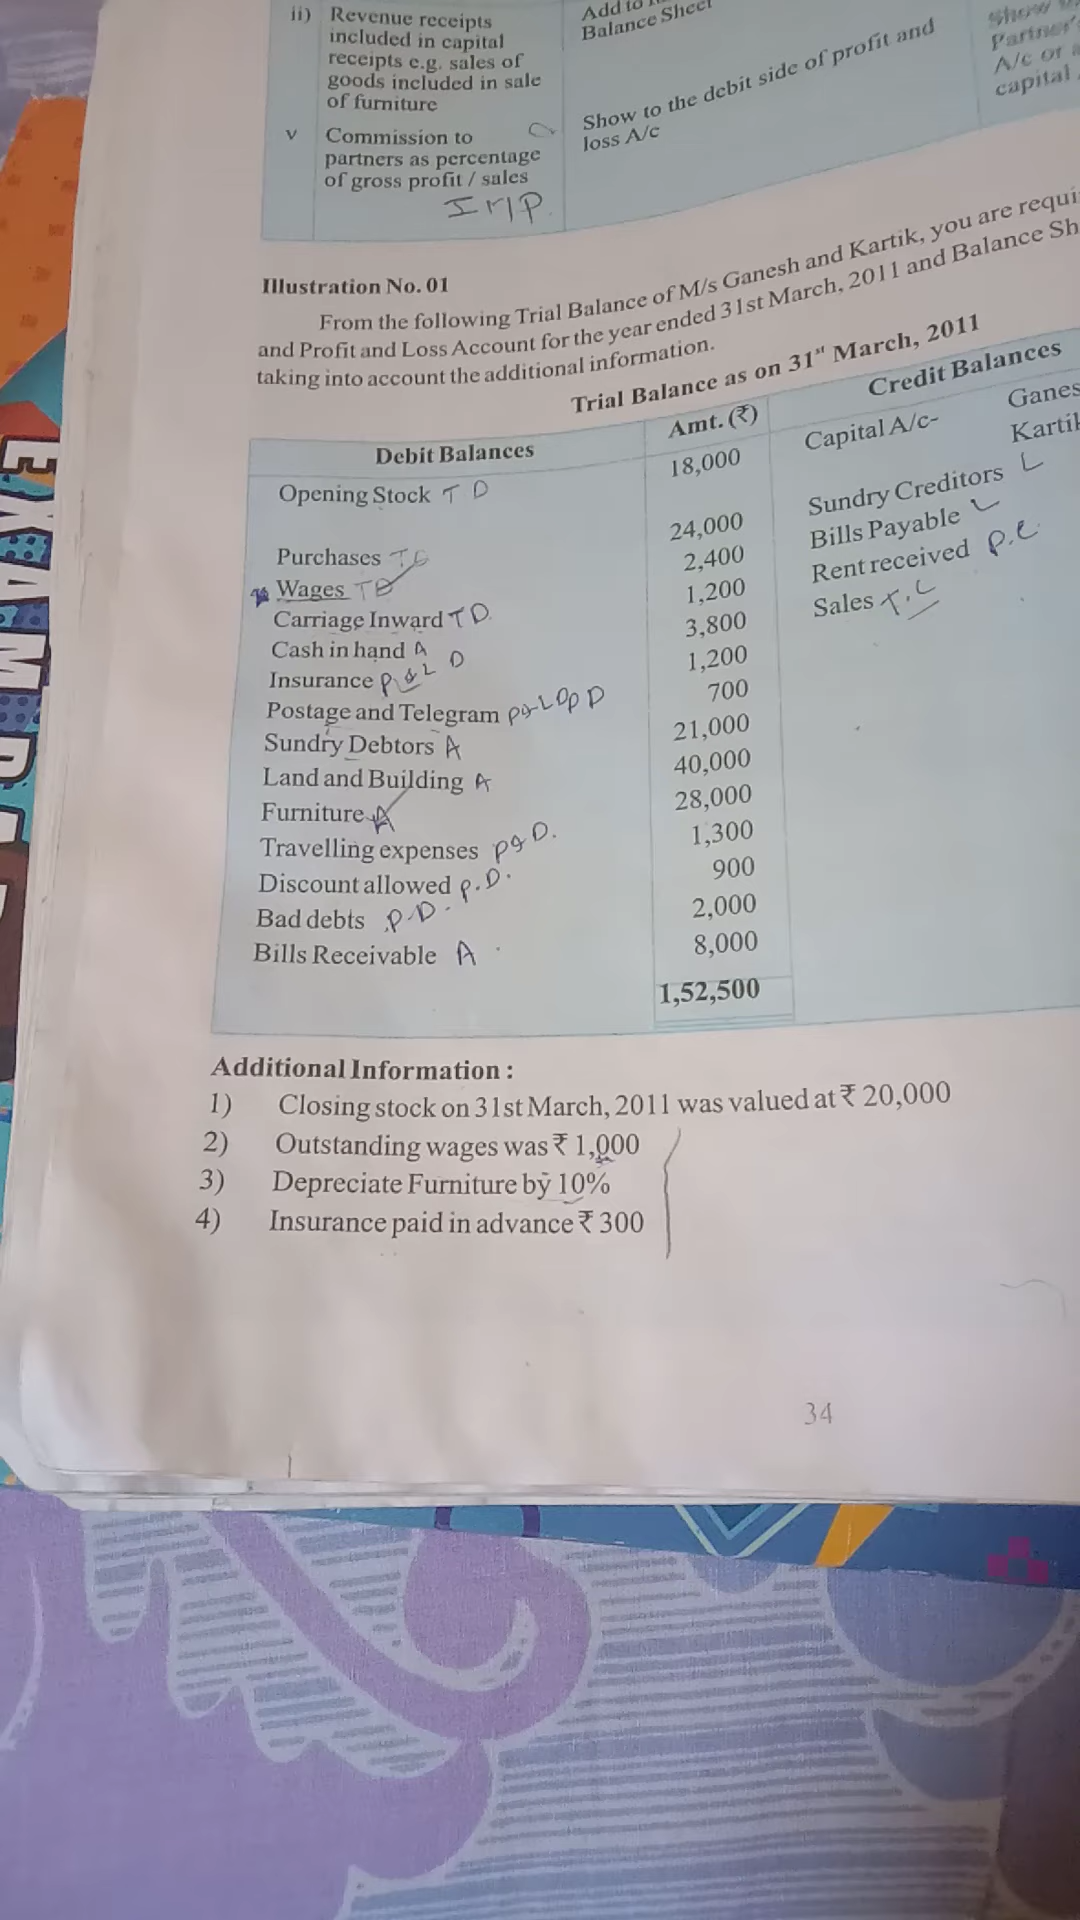 ii) Revenue receipts
included in capital
receipts e.g. sales of
goods included in sale
of furniture
Add to
Balance Sheet
Show
Partner's
A/c or a
capital
v Commission to
partners as percentage
of gross profit / sales
Show to the debit side of profit and
loss A/c
IMP.
Illustration No. 01
From the following Trial Balance of M/s Ganesh and Kartik, you are requi
and Profit and Loss Account for the year ended 31st March, 2011 and Balance Sh
taking into account the additional information.
Trial Balance as on 31st March, 2011
Debit Balances Amt. (₹) Credit Balances
Opening Stock T D 18,000 Capital A/c- Ganes
Kartik
Purchases 24,000 Sundry Creditors L
Wages 2,400 Bills Payable L
Carriage Inward T D. 1,200 Rent received
Cash in hand A 3,800 Sales T.C
Insurance P&L D 1,200
Postage and Telegram 700
Sundry Debtors A 21,000
Land and Building A 40,000
Furniture A 28,000
Travelling expenses 1,300
Discount allowed P.D. 900
Bad debts P.D. 2,000
Bills Receivable A 8,000
1,52,500
Additional Information :
1) Closing stock on 31st March, 2011 was valued at ₹ 20,000
2) Outstanding wages was ₹ 1,000
3) Depreciate Furniture by 10%
4) Insurance paid in advance ₹ 300
34
EXAM